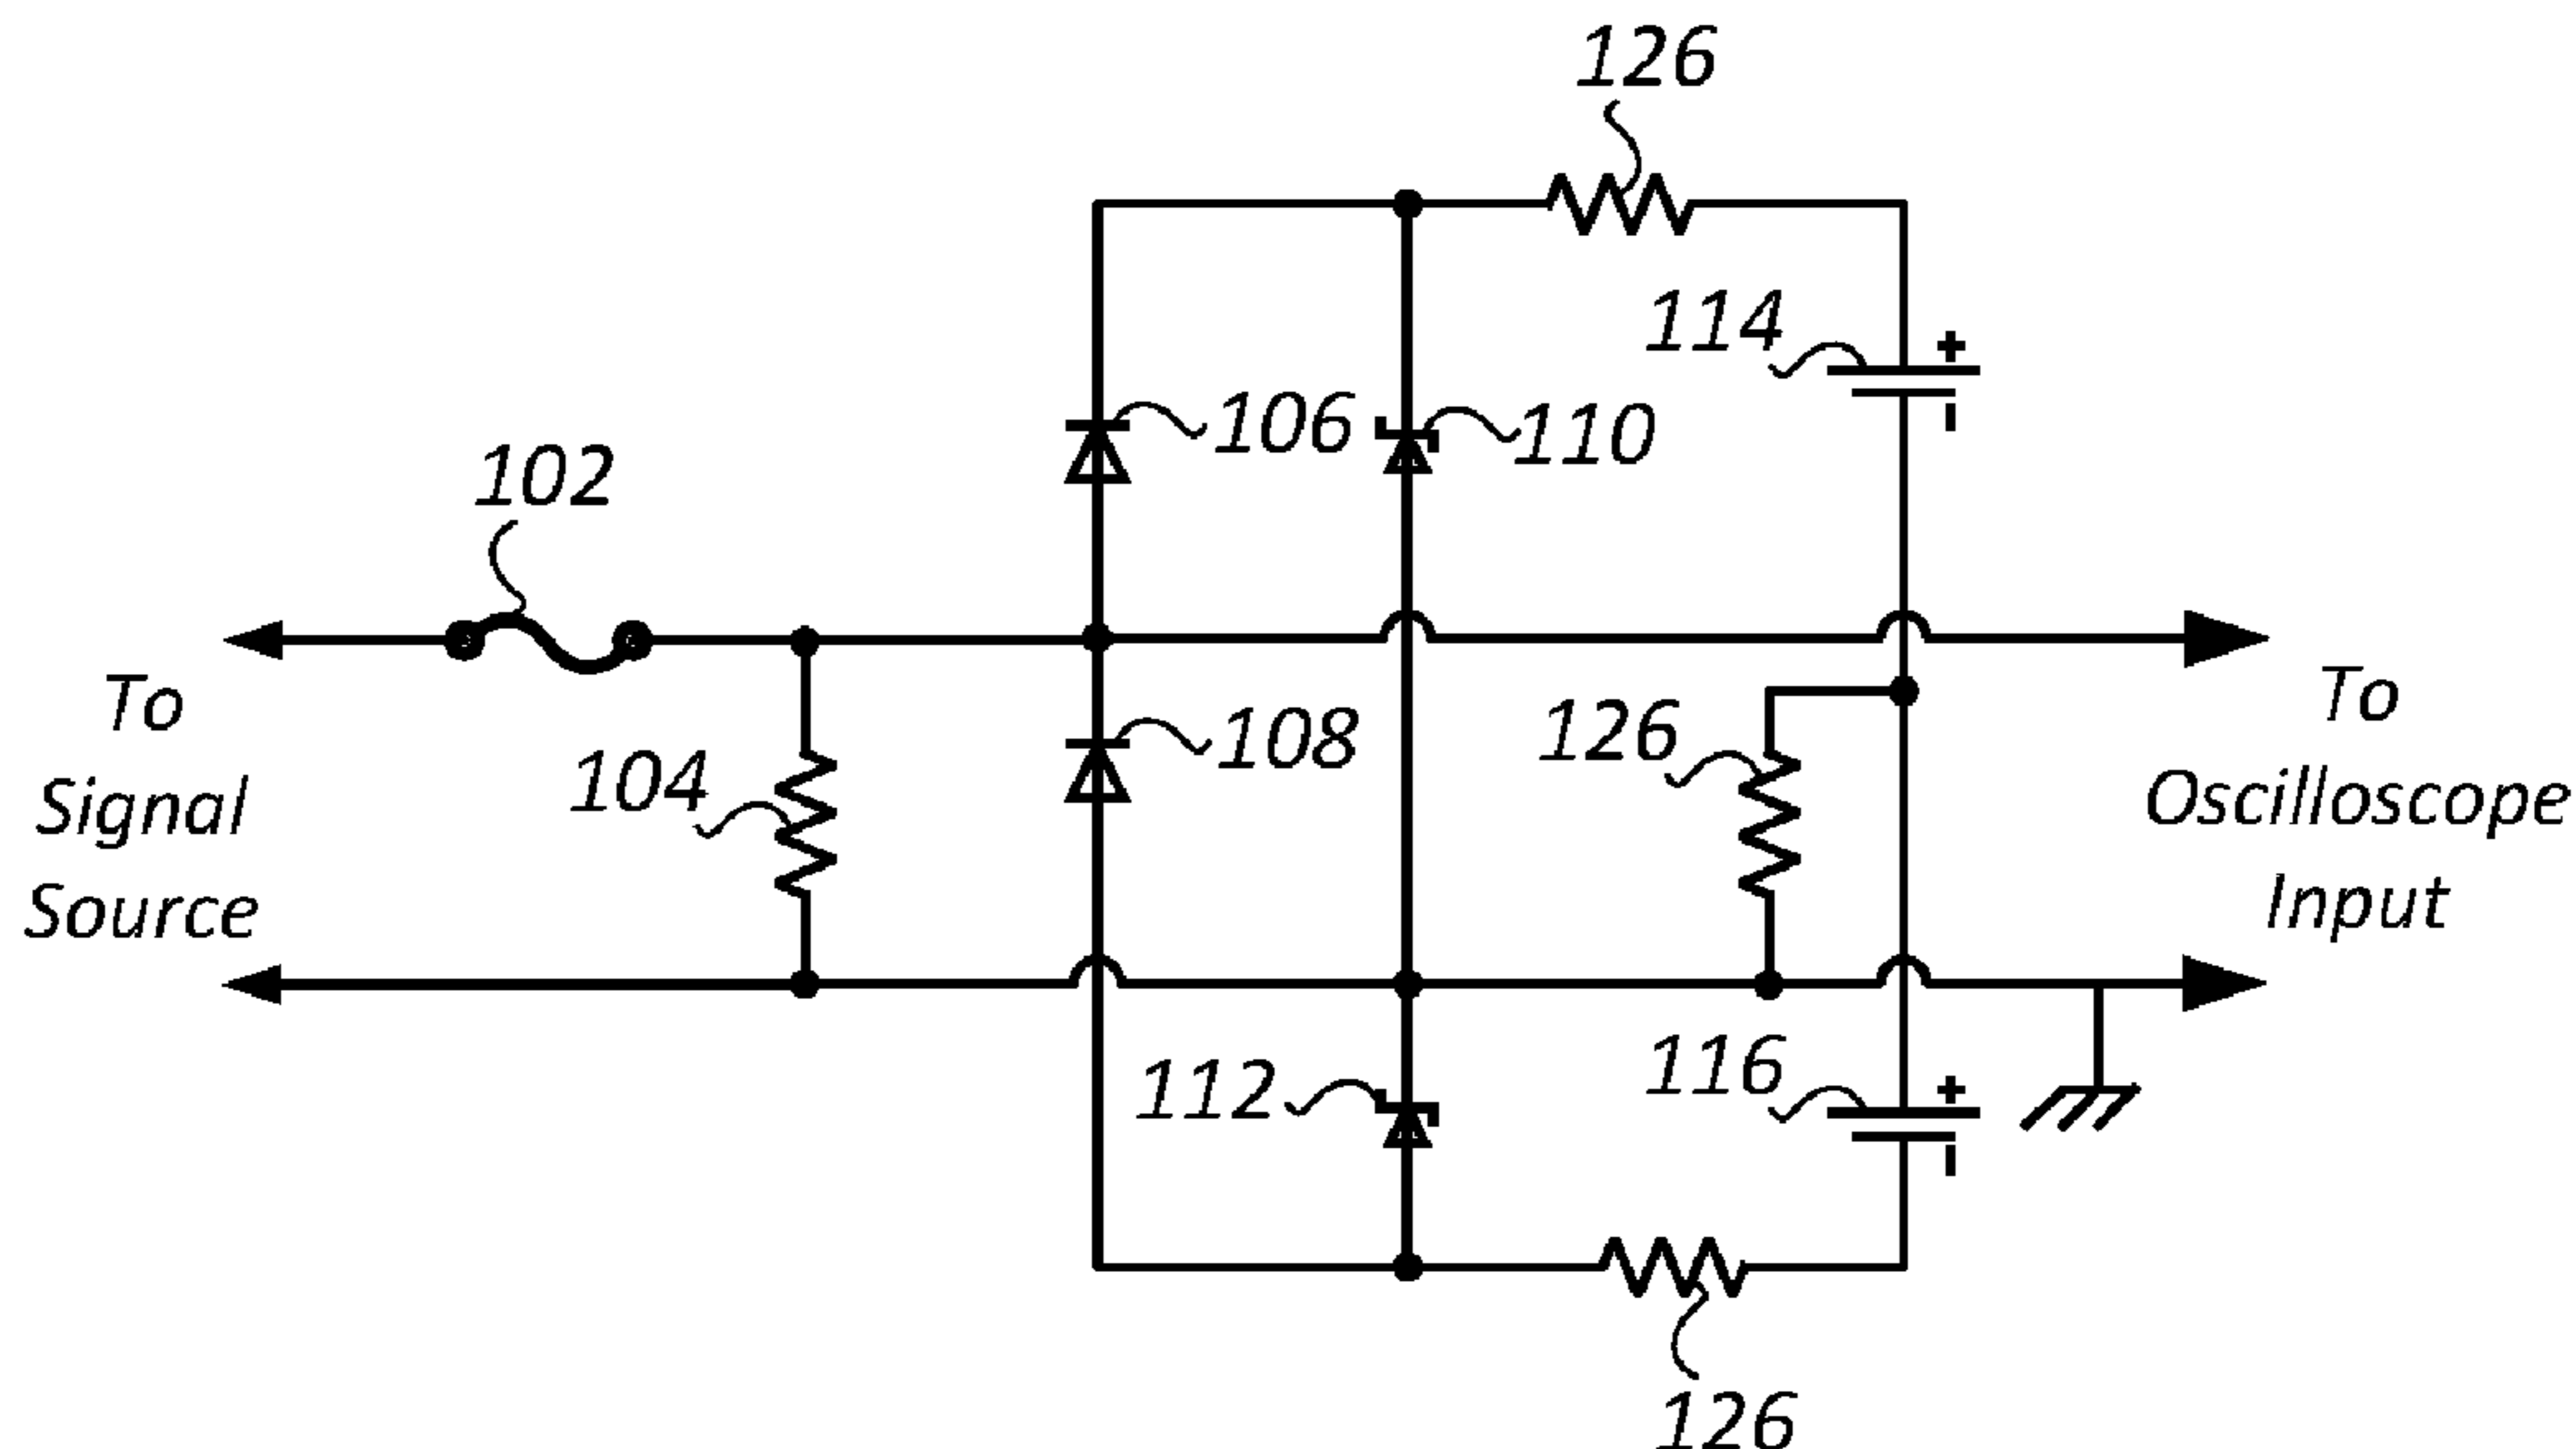 126
114
+
-
106
110
102
To
Signal
Source
104
108
126
To
Oscilloscope
Input
112
116
+
-
126